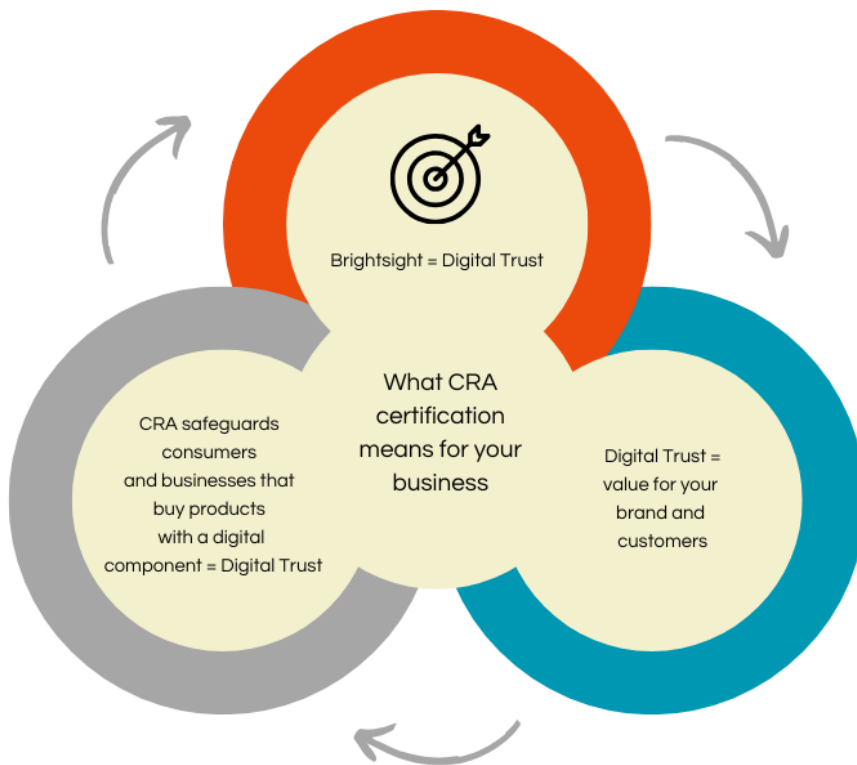 Brightsight = Digital Trust
What CRA
certification
means for your
business
CRA safeguards
consumers
and businesses that
buy products
with a digital
component = Digital Trust
Digital Trust =
value for your
brand and
customers